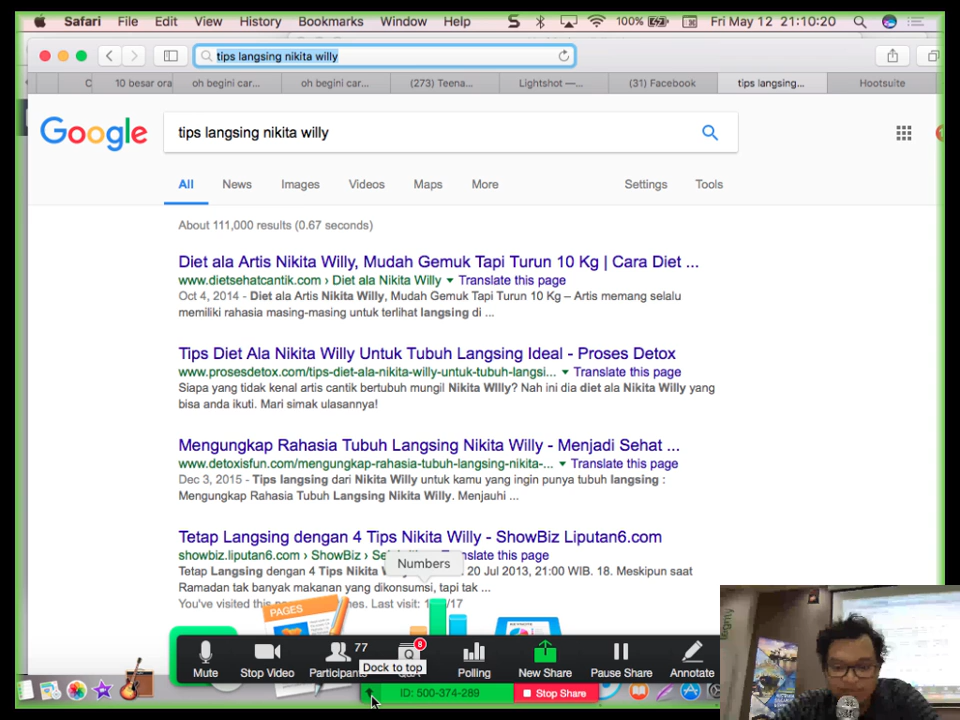 Safari File Edit View History Bookmarks Window Help S 100% Fri May 12 21:10:20
tips langsing nikita willy
C 10 besar ora oh begini car... oh begini car... (273) Teena... Lightshot —... (31) Facebook tips langsing... Hootsuite
Google tips langsing nikita willy
All News Images Videos Maps More Settings Tools
About 111,000 results (0.67 seconds)
Diet ala Artis Nikita Willy, Mudah Gemuk Tapi Turun 10 Kg | Cara Diet ...
www.dietsehatcantik.com › Diet ala Nikita Willy Translate this page
Oct 4, 2014 - Diet ala Artis Nikita Willy, Mudah Gemuk Tapi Turun 10 Kg – Artis memang selalu
memiliki rahasia masing-masing untuk terlihat langsing di ...
Tips Diet Ala Nikita Willy Untuk Tubuh Langsing Ideal - Proses Detox
www.prosesdetox.com/tips-diet-ala-nikita-willy-untuk-tubuh-langsi... Translate this page
Siapa yang tidak kenal artis cantik bertubuh mungil Nikita WIlly? Nah ini dia diet ala Nikita Willy yang
bisa anda ikuti. Mari simak ulasannya!
Mengungkap Rahasia Tubuh Langsing Nikita Willy - Menjadi Sehat ...
www.detoxisfun.com/mengungkap-rahasia-tubuh-langsing-nikita-... Translate this page
Dec 3, 2015 - Tips langsing dari Nikita Willy untuk kamu yang ingin punya tubuh langsing :
Mengungkap Rahasia Tubuh Langsing Nikita Willy. Menjauhi ...
Tetap Langsing dengan 4 Tips Nikita Willy - ShowBiz Liputan6.com
showbiz.liputan6.com › ShowBiz › Translate this page
Numbers
Tetap Langsing dengan 4 Tips Nikita 20 Jul 2013, 21:00 WIB. 18. Meskipun saat
Ramadan tak banyak makanan yang dikonsumsi, tapi tak ...
You've visited this Last visit: /17
PAGES
77 8
Mute Stop Video Participants Dock to top Polling New Share Pause Share Annotate
ID: 500-374-289 Stop Share